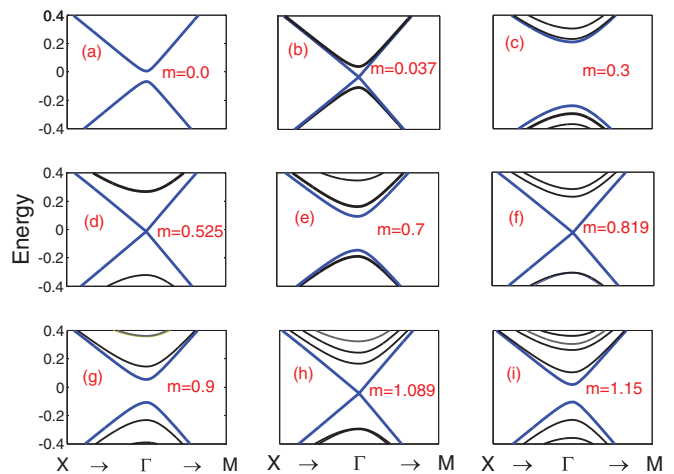 0.4
(a)
(b)
(c)
0.2
0
m=0.0
m=0.037
m=0.3
-0.2
-0.4
0.4
0.2
(d)
(e)
(f)
0
m=0.525
m=0.7
m=0.819
-0.2
-0.4
Energy
0.4
0.2
(g)
(h)
(i)
0
m=0.9
m=1.089
m=1.15
-0.2
-0.4
X → Γ → M
X → Γ → M
X → Γ → M